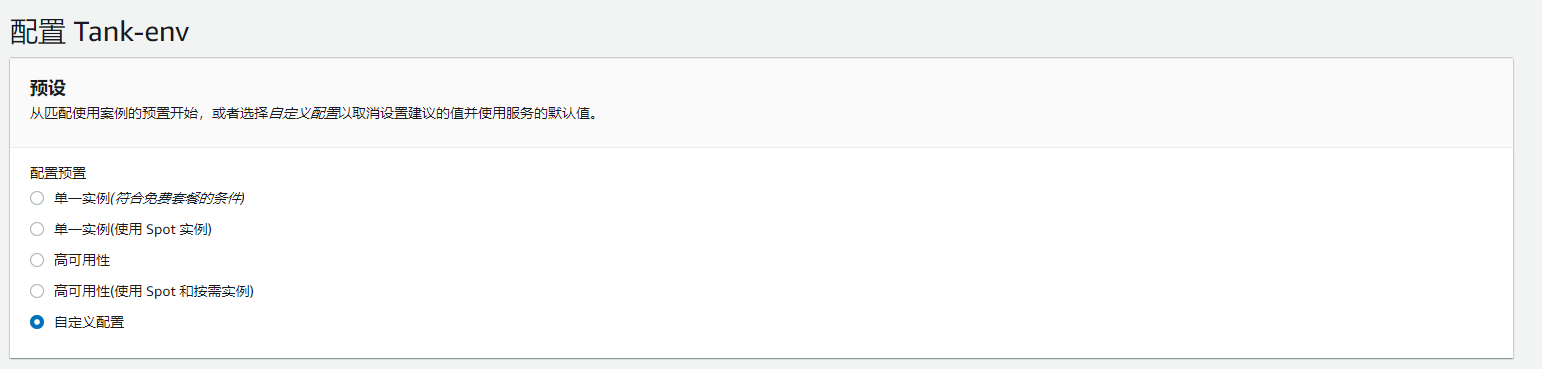 配置 Tank-env
预设
从匹配使用案例的预置开始，或者选择自定义配置以取消设置建议的值并使用服务的默认值。
配置预置
单一实例(符合免费套餐的条件)
单一实例(使用 Spot 实例)
高可用性
高可用性(使用 Spot 和按需实例)
自定义配置